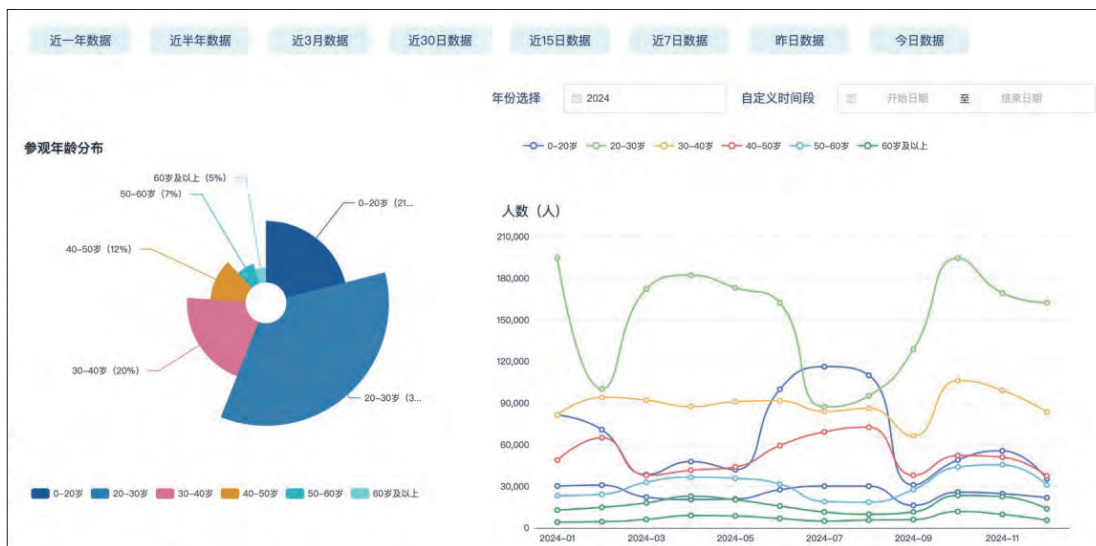 近一年数据 近半年数据 近3月数据 近30日数据 近15日数据 近7日数据 昨日数据 今日数据
年份选择 2024 自定义时间段 开始日期 至 结束日期
参观年龄分布
60岁及以上（5%）
50-60岁（7%）
0-20岁（21...
40-50岁（12%）
30-40岁（20%）
20-30岁（3...
0-20岁 20-30岁 30-40岁 40-50岁 50-60岁 60岁及以上
0-20岁 20-30岁 30-40岁 40-50岁 50-60岁 60岁及以上
人数（人）
210,000
180,000
150,000
120,000
90,000
60,000
30,000
0
2024-01 2024-03 2024-05 2024-07 2024-09 2024-11